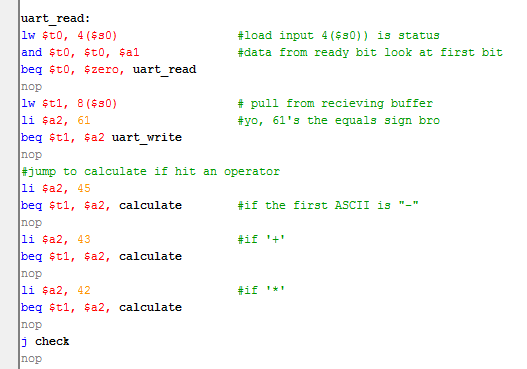 uart_read:
lw $t0, 4($s0) #load input 4($s0)) is status
and $t0, $t0, $a1 #data from ready bit look at first bit
beq $t0, $zero, uart_read
nop
lw $t1, 8($s0) # pull from recieving buffer
li $a2, 61 #yo, 61's the equals sign bro
beq $t1, $a2 uart_write
nop
#jump to calculate if hit an operator
li $a2, 45
beq $t1, $a2, calculate #if the first ASCII is "-"
nop
li $a2, 43 #if '+'
beq $t1, $a2, calculate
nop
li $a2, 42 #if '*'
beq $t1, $a2, calculate
nop
j check
nop